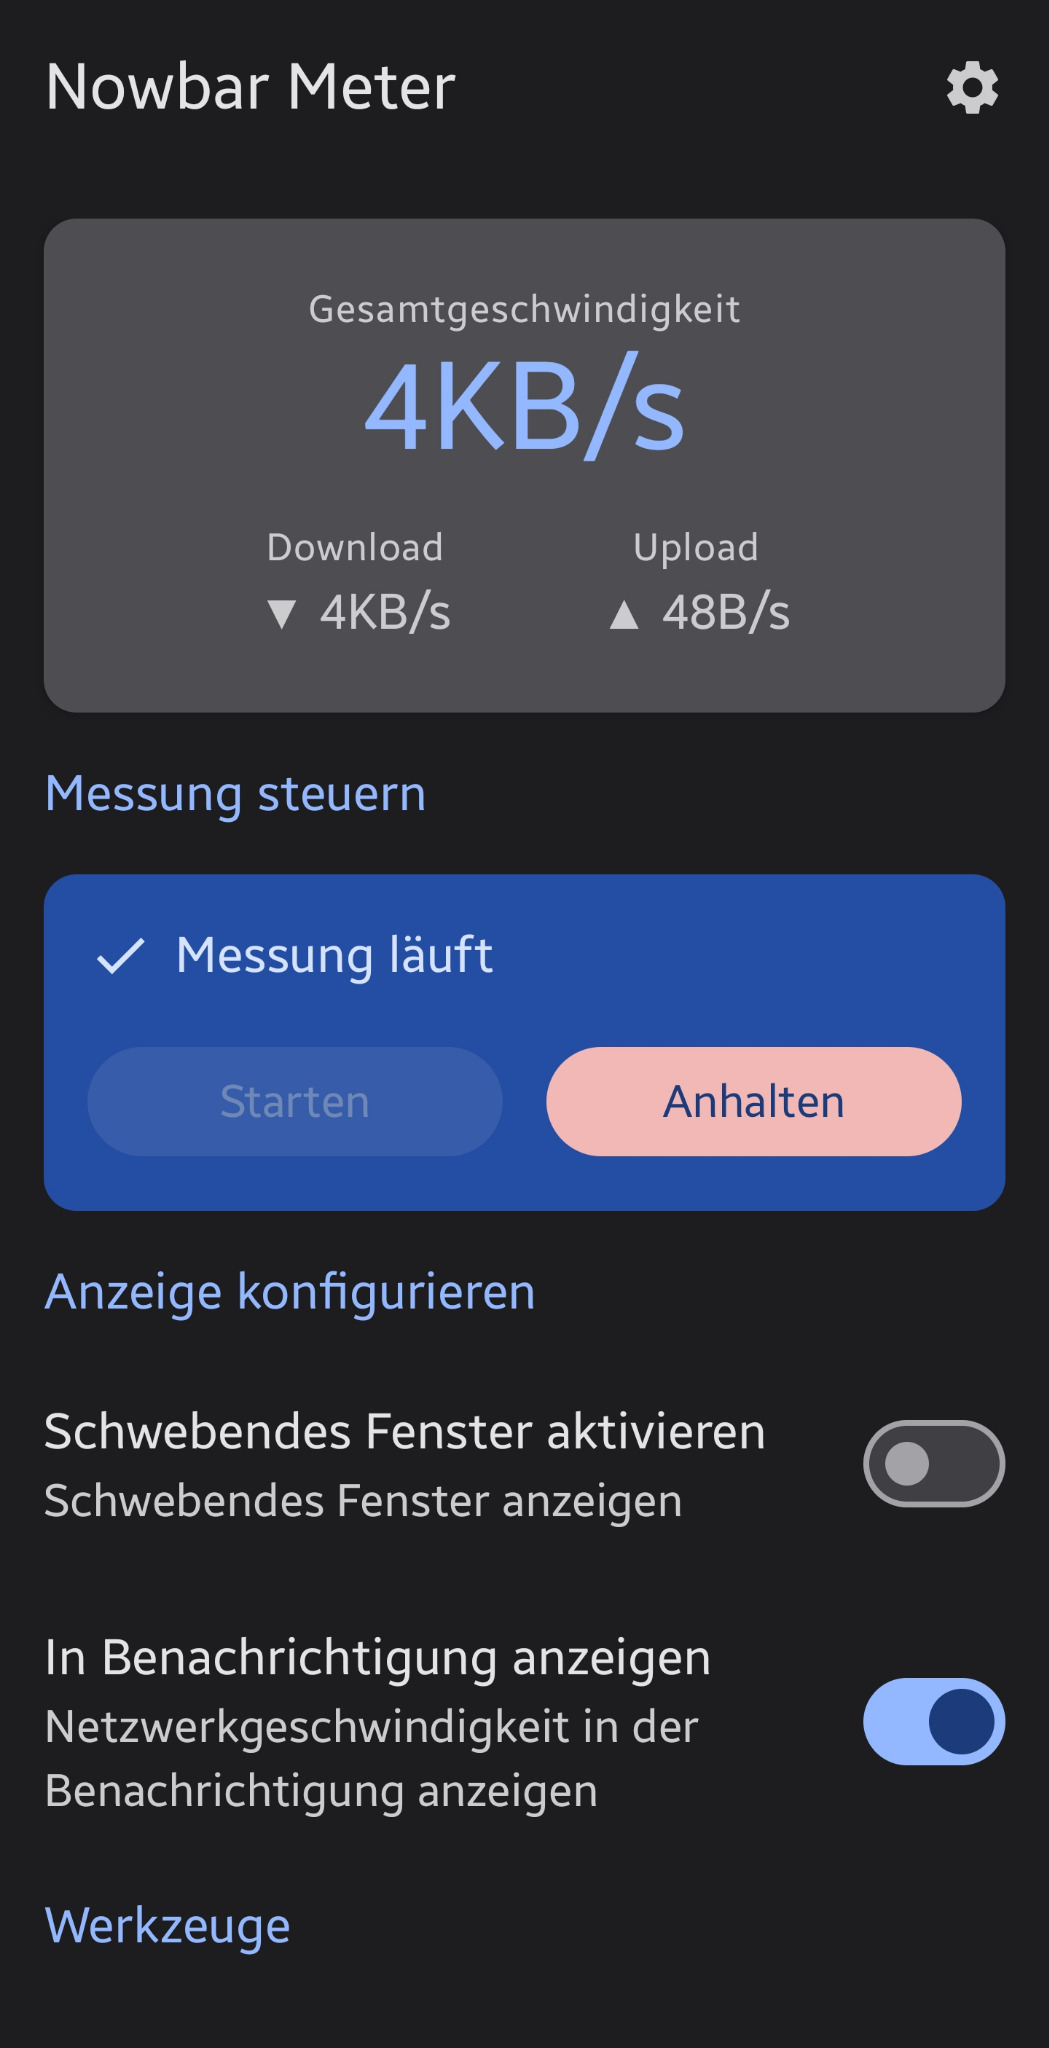 Nowbar Meter
Gesamtgeschwindigkeit
4KB/s
Download
Upload
▼ 4KB/s
▲ 48B/s
Messung steuern
Messung läuft
Starten
Anhalten
Anzeige konfigurieren
Schwebendes Fenster aktivieren
Schwebendes Fenster anzeigen
In Benachrichtigung anzeigen
Netzwerkgeschwindigkeit in der
Benachrichtigung anzeigen
Werkzeuge